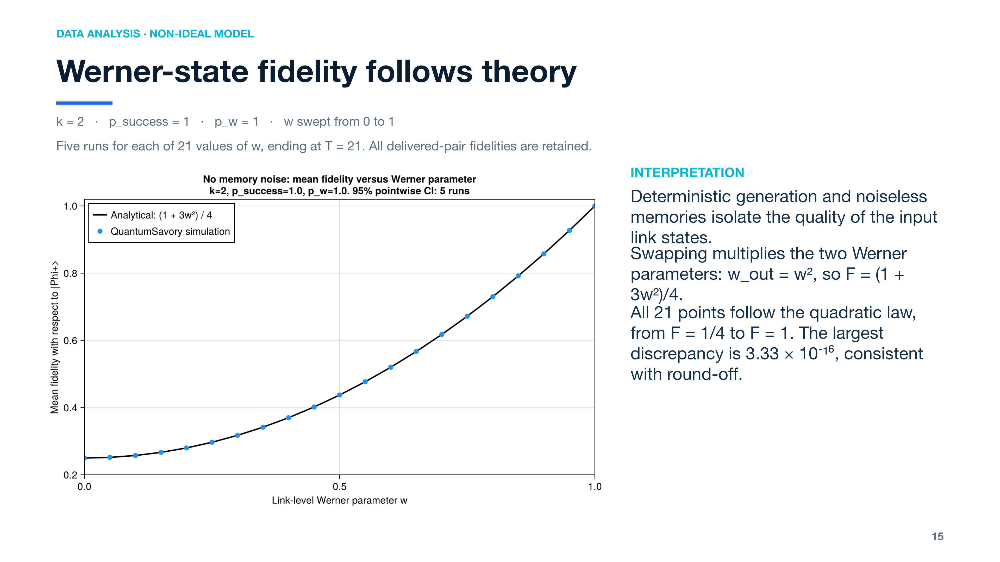 DATA ANALYSIS · NON-IDEAL MODEL
Werner-state fidelity follows theory
k = 2 · p_success = 1 · p_w = 1 · w swept from 0 to 1
Five runs for each of 21 values of w, ending at T = 21. All delivered-pair fidelities are retained.
No memory noise: mean fidelity versus Werner parameter
k=2, p_success=1.0, p_w=1.0. 95% pointwise CI: 5 runs
Analytical: (1 + 3w²) / 4
QuantumSavory simulation
Mean fidelity with respect to |Phi+>
1.0
0.8
0.6
0.4
0.2
0.0
0.5
1.0
Link-level Werner parameter w
INTERPRETATION
Deterministic generation and noiseless
memories isolate the quality of the input
link states.
Swapping multiplies the two Werner
parameters: w_out = w², so F = (1 +
3w²)/4.
All 21 points follow the quadratic law,
from F = 1/4 to F = 1. The largest
discrepancy is 3.33 × 10⁻¹⁶, consistent
with round-off.
15